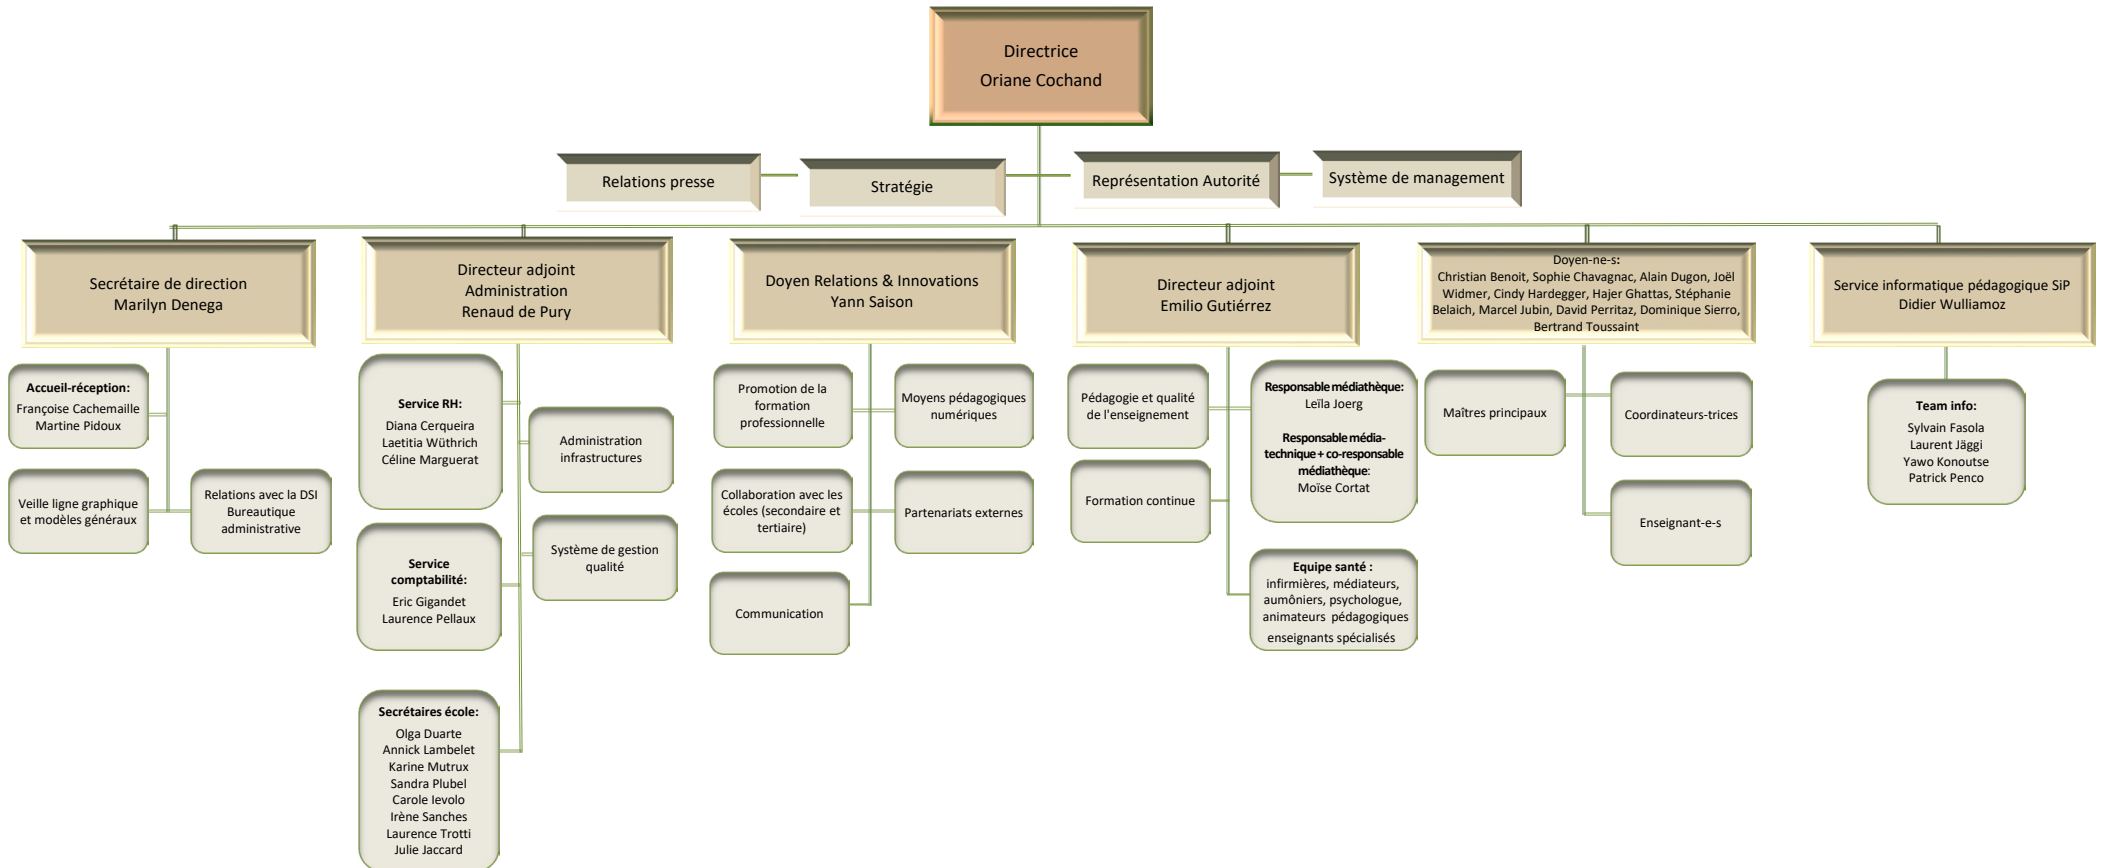 Directrice
Oriane Cochand
Relations presse
Stratégie
Représentation Autorité
Système de management
Secrétaire de direction
Marilyn Denega
Directeur adjoint
Administration
Renaud de Pury
Doyen Relations & Innovations
Yann Saison
Directeur adjoint
Emilio Gutiérrez
Doyen-ne-s:
Christian Benoit, Sophie Chavagnac, Alain Dugon, Joël
Widmer, Cindy Hardegger, Hajer Ghattas, Stéphanie
Belaich, Marcel Jubin, David Perritaz, Dominique Sierro,
Bertrand Toussaint
Service informatique pédagogique SiP
Didier Wulliamoz
Accueil-réception:
Françoise Cachemaille
Martine Pidoux
Veille ligne graphique
et modèles généraux
Relations avec la DSI
Bureautique
administrative
Service RH:
Diana Cerqueira
Laetitia Wüthrich
Céline Marguerat
Administration
infrastructures
Service
comptabilité:
Eric Gigandet
Laurence Pellaux
Système de gestion
qualité
Secrétaires école:
Olga Duarte
Annick Lambelet
Karine Mutrux
Sandra Plubel
Carole Ievolo
Irène Sanches
Laurence Trotti
Julie Jaccard
Promotion de la
formation
professionnelle
Moyens pédagogiques
numériques
Collaboration avec les
écoles (secondaire et
tertiaire)
Partenariats externes
Communication
Pédagogie et qualité
de l'enseignement
Responsable médiathèque:
Leïla Joerg
Responsable média-
technique + co-responsable
médiathèque:
Moïse Cortat
Formation continue
Equipe santé :
infirmières, médiateurs,
aumôniers, psychologue,
animateurs pédagogiques
enseignants spécialisés
Maîtres principaux
Coordinateurs-trices
Enseignant-e-s
Team info:
Sylvain Fasola
Laurent Jäggi
Yawo Konoutse
Patrick Penco